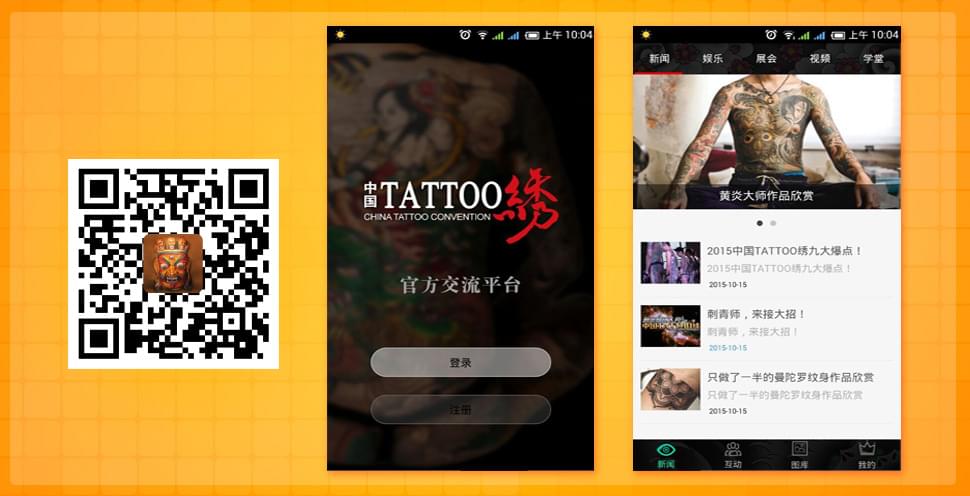 上午 10:04
中国TATTOO绣
CHINA TATTOO CONVENTION
官方交流平台
登录
注册
上午 10:04
新闻 娱乐 展会 视频 学堂
黄炎大师作品欣赏
2015中国TATTOO绣九大爆点！
2015中国TATTOO绣九大爆点！
2015-10-15
刺青师，来接大招！
刺青师，来接大招！
2015-10-15
只做了一半的曼陀罗纹身作品欣赏
只做了一半的曼陀罗纹身作品欣赏
2015-10-15
新闻 互动 图库 我的